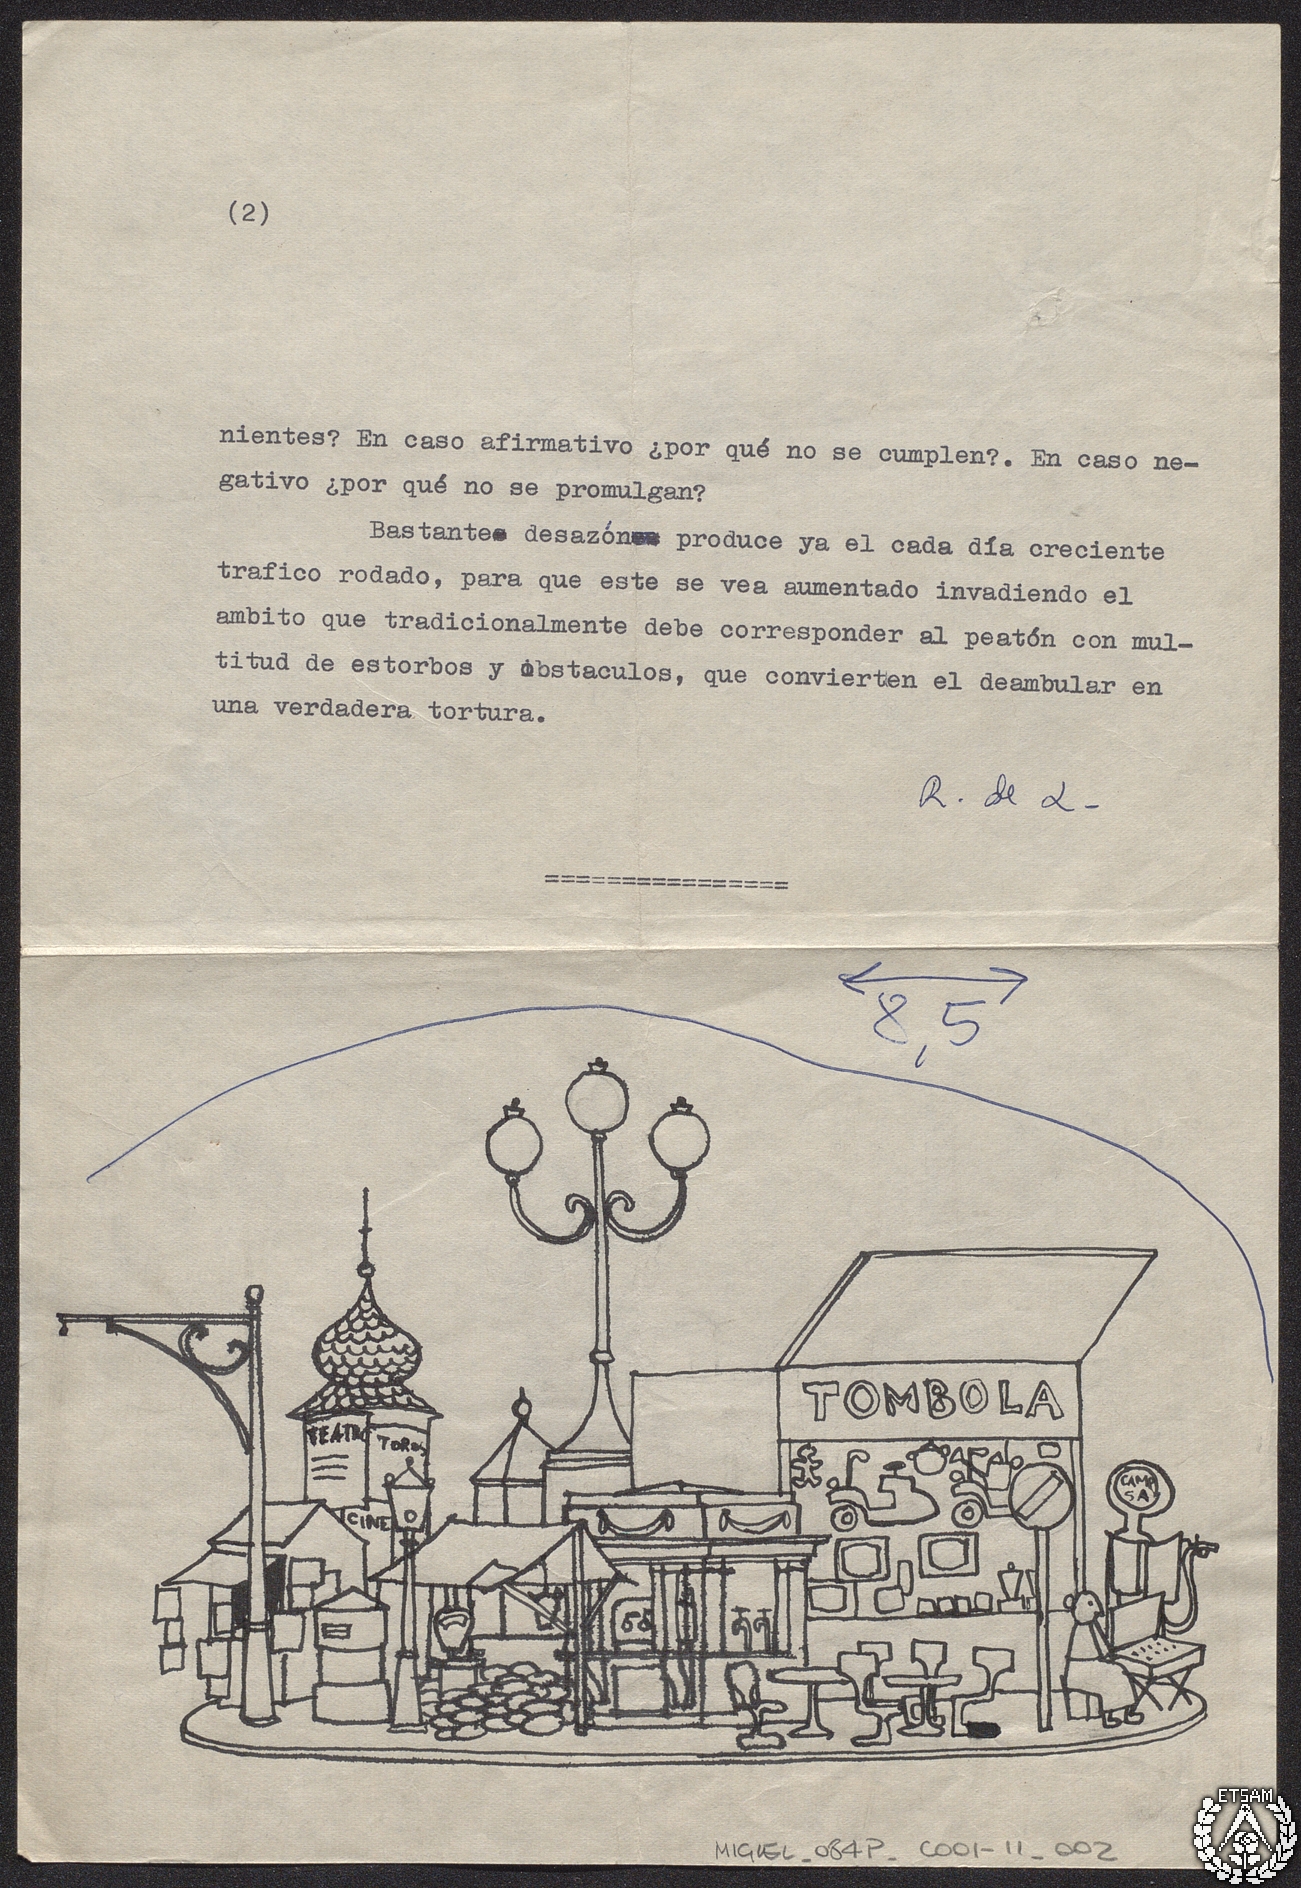 (2)
nientes? En caso afirmativo ¿por qué no se cumplen?. En caso ne-
gativo ¿por qué no se promulgan?
Bastante desazón produce ya el cada día creciente
trafico rodado, para que este se vea aumentado invadiendo el
ambito que tradicionalmente debe corresponder al peatón con mul-
titud de estorbos y obstaculos, que convierten el deambular en
una verdadera tortura.
R. de L-
================
8,5
TOMBOLA
TEATRO
TOROS
CINE
CAMP
SA
ETSAM
MIGUEL_084P_C001-11_002